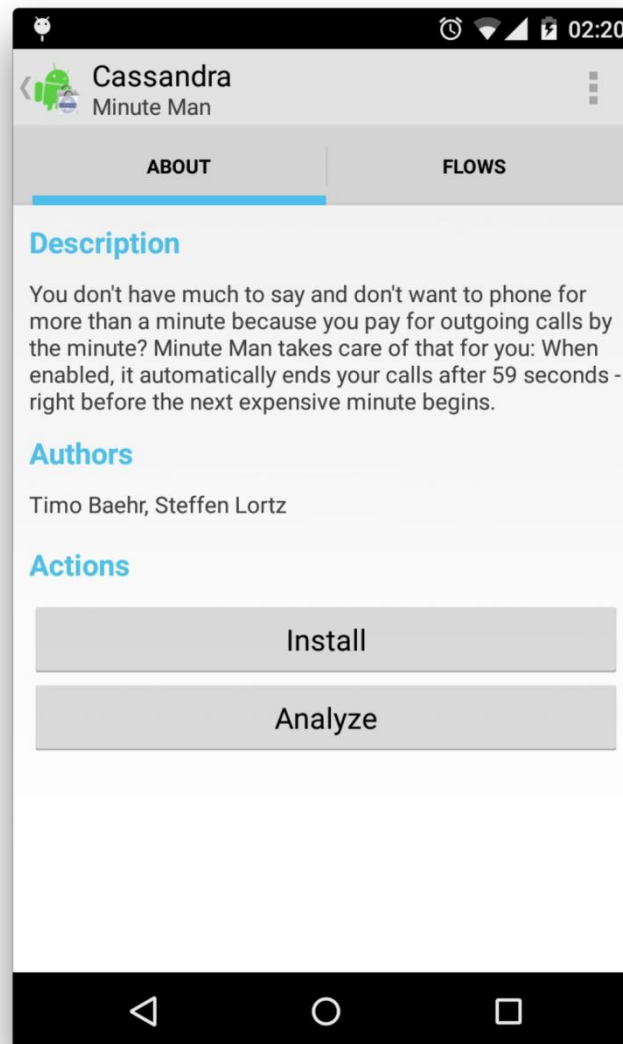 02:20
Cassandra
Minute Man
ABOUT
FLOWS
Description
You don't have much to say and don't want to phone for
more than a minute because you pay for outgoing calls by
the minute? Minute Man takes care of that for you: When
enabled, it automatically ends your calls after 59 seconds -
right before the next expensive minute begins.
Authors
Timo Baehr, Steffen Lortz
Actions
Install
Analyze